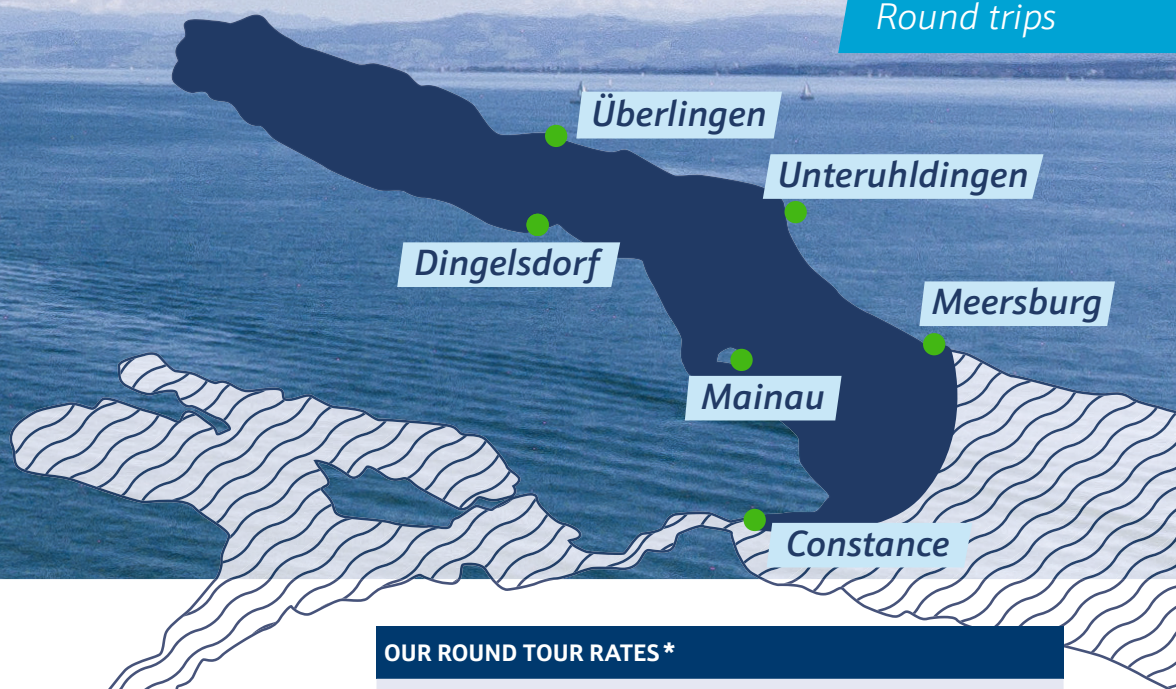 Round trips
Überlingen
Unteruhldingen
Dingelsdorf
Meersburg
Mainau
Constance
OUR ROUND TOUR RATES*